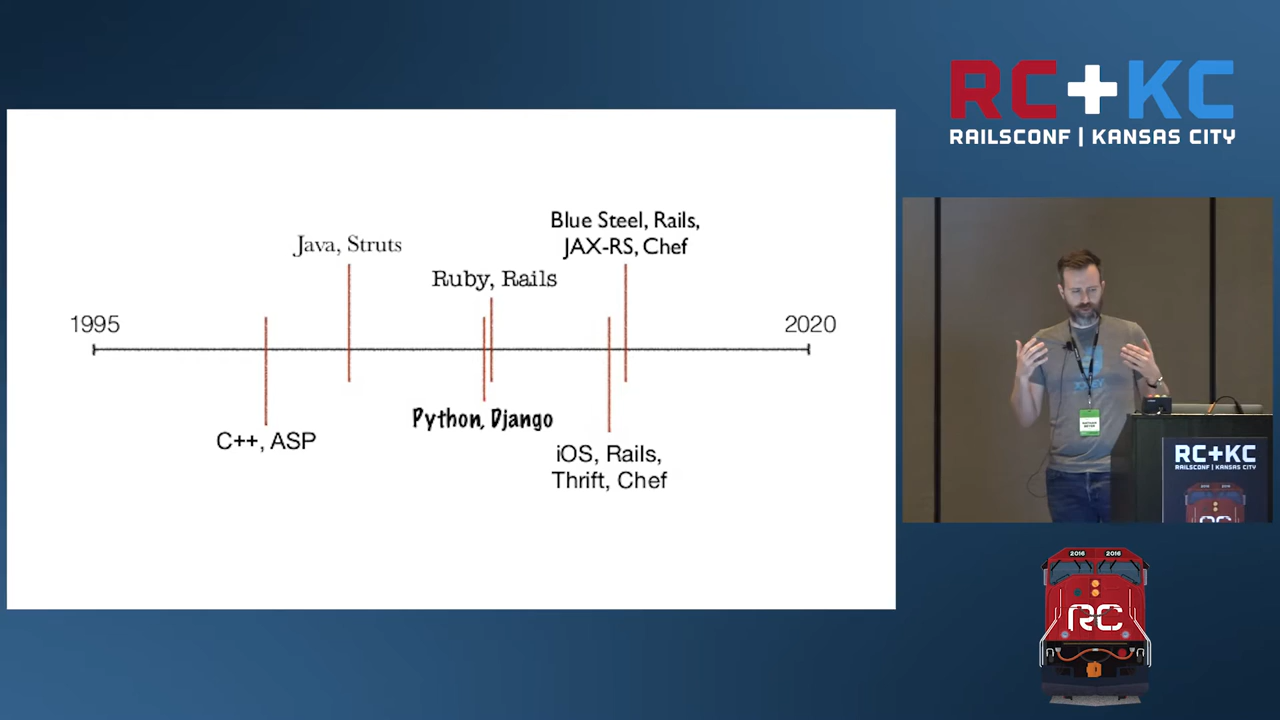 RC+KC
RAILSCONF | KANSAS CITY
Blue Steel, Rails,
JAX-RS, Chef
Java, Struts
Ruby, Rails
1995
2020
Python, Django
C++, ASP
iOS, Rails,
Thrift, Chef
RC+KC
RAILSCONF | KANSAS CITY
2016
2016
RC